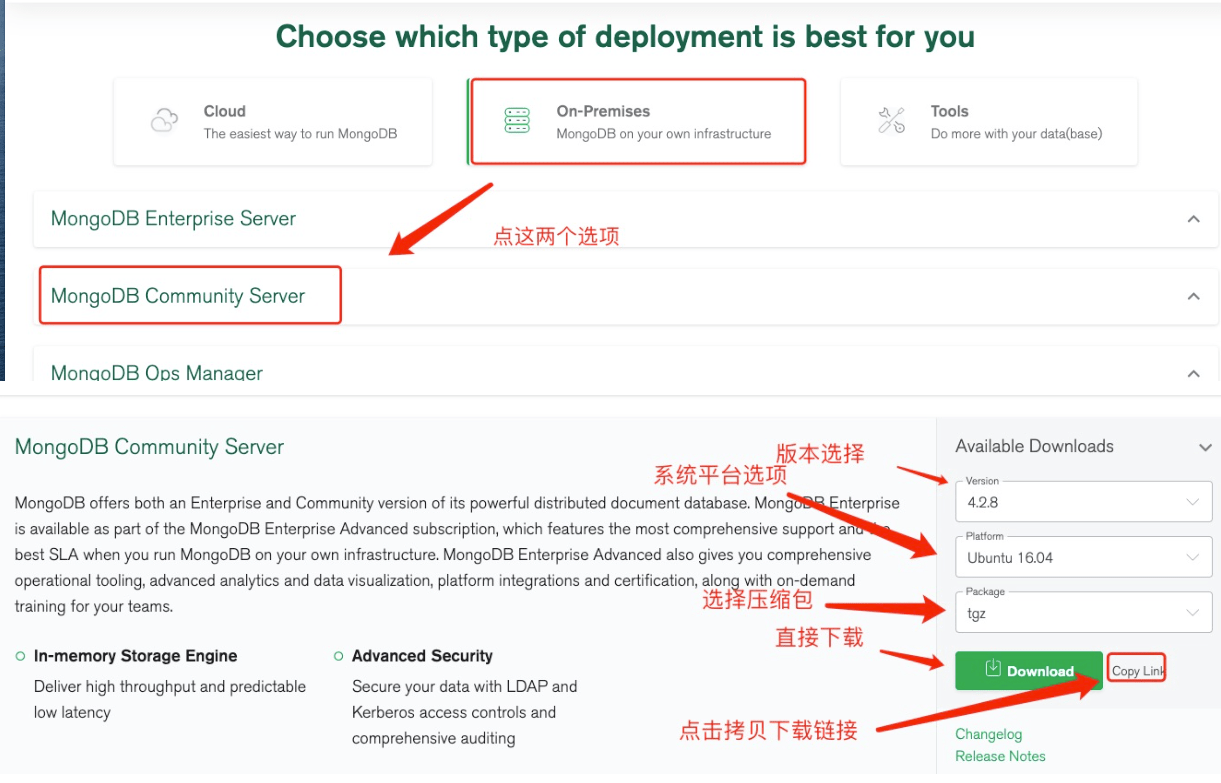 Choose which type of deployment is best for you
Cloud
The easiest way to run MongoDB
On-Premises
MongoDB on your own infrastructure
Tools
Do more with your data(base)
MongoDB Enterprise Server
点这两个选项
MongoDB Community Server
MongoDB Ops Manager
MongoDB Community Server
MongoDB offers both an Enterprise and Community version of its powerful distributed document database. MongoDB Enterprise
is available as part of the MongoDB Enterprise Advanced subscription, which features the most comprehensive support and the
best SLA when you run MongoDB on your own infrastructure. MongoDB Enterprise Advanced also gives you comprehensive
operational tooling, advanced analytics and data visualization, platform integrations and certification, along with on-demand
training for your teams.
In-memory Storage Engine
Deliver high throughput and predictable
low latency
Advanced Security
Secure your data with LDAP and
Kerberos access controls and
comprehensive auditing
版本选择
系统平台选项
选择压缩包
直接下载
点击拷贝下载链接
Available Downloads
Version
4.2.8
Platform
Ubuntu 16.04
Package
tgz
Download
Copy Link
Changelog
Release Notes